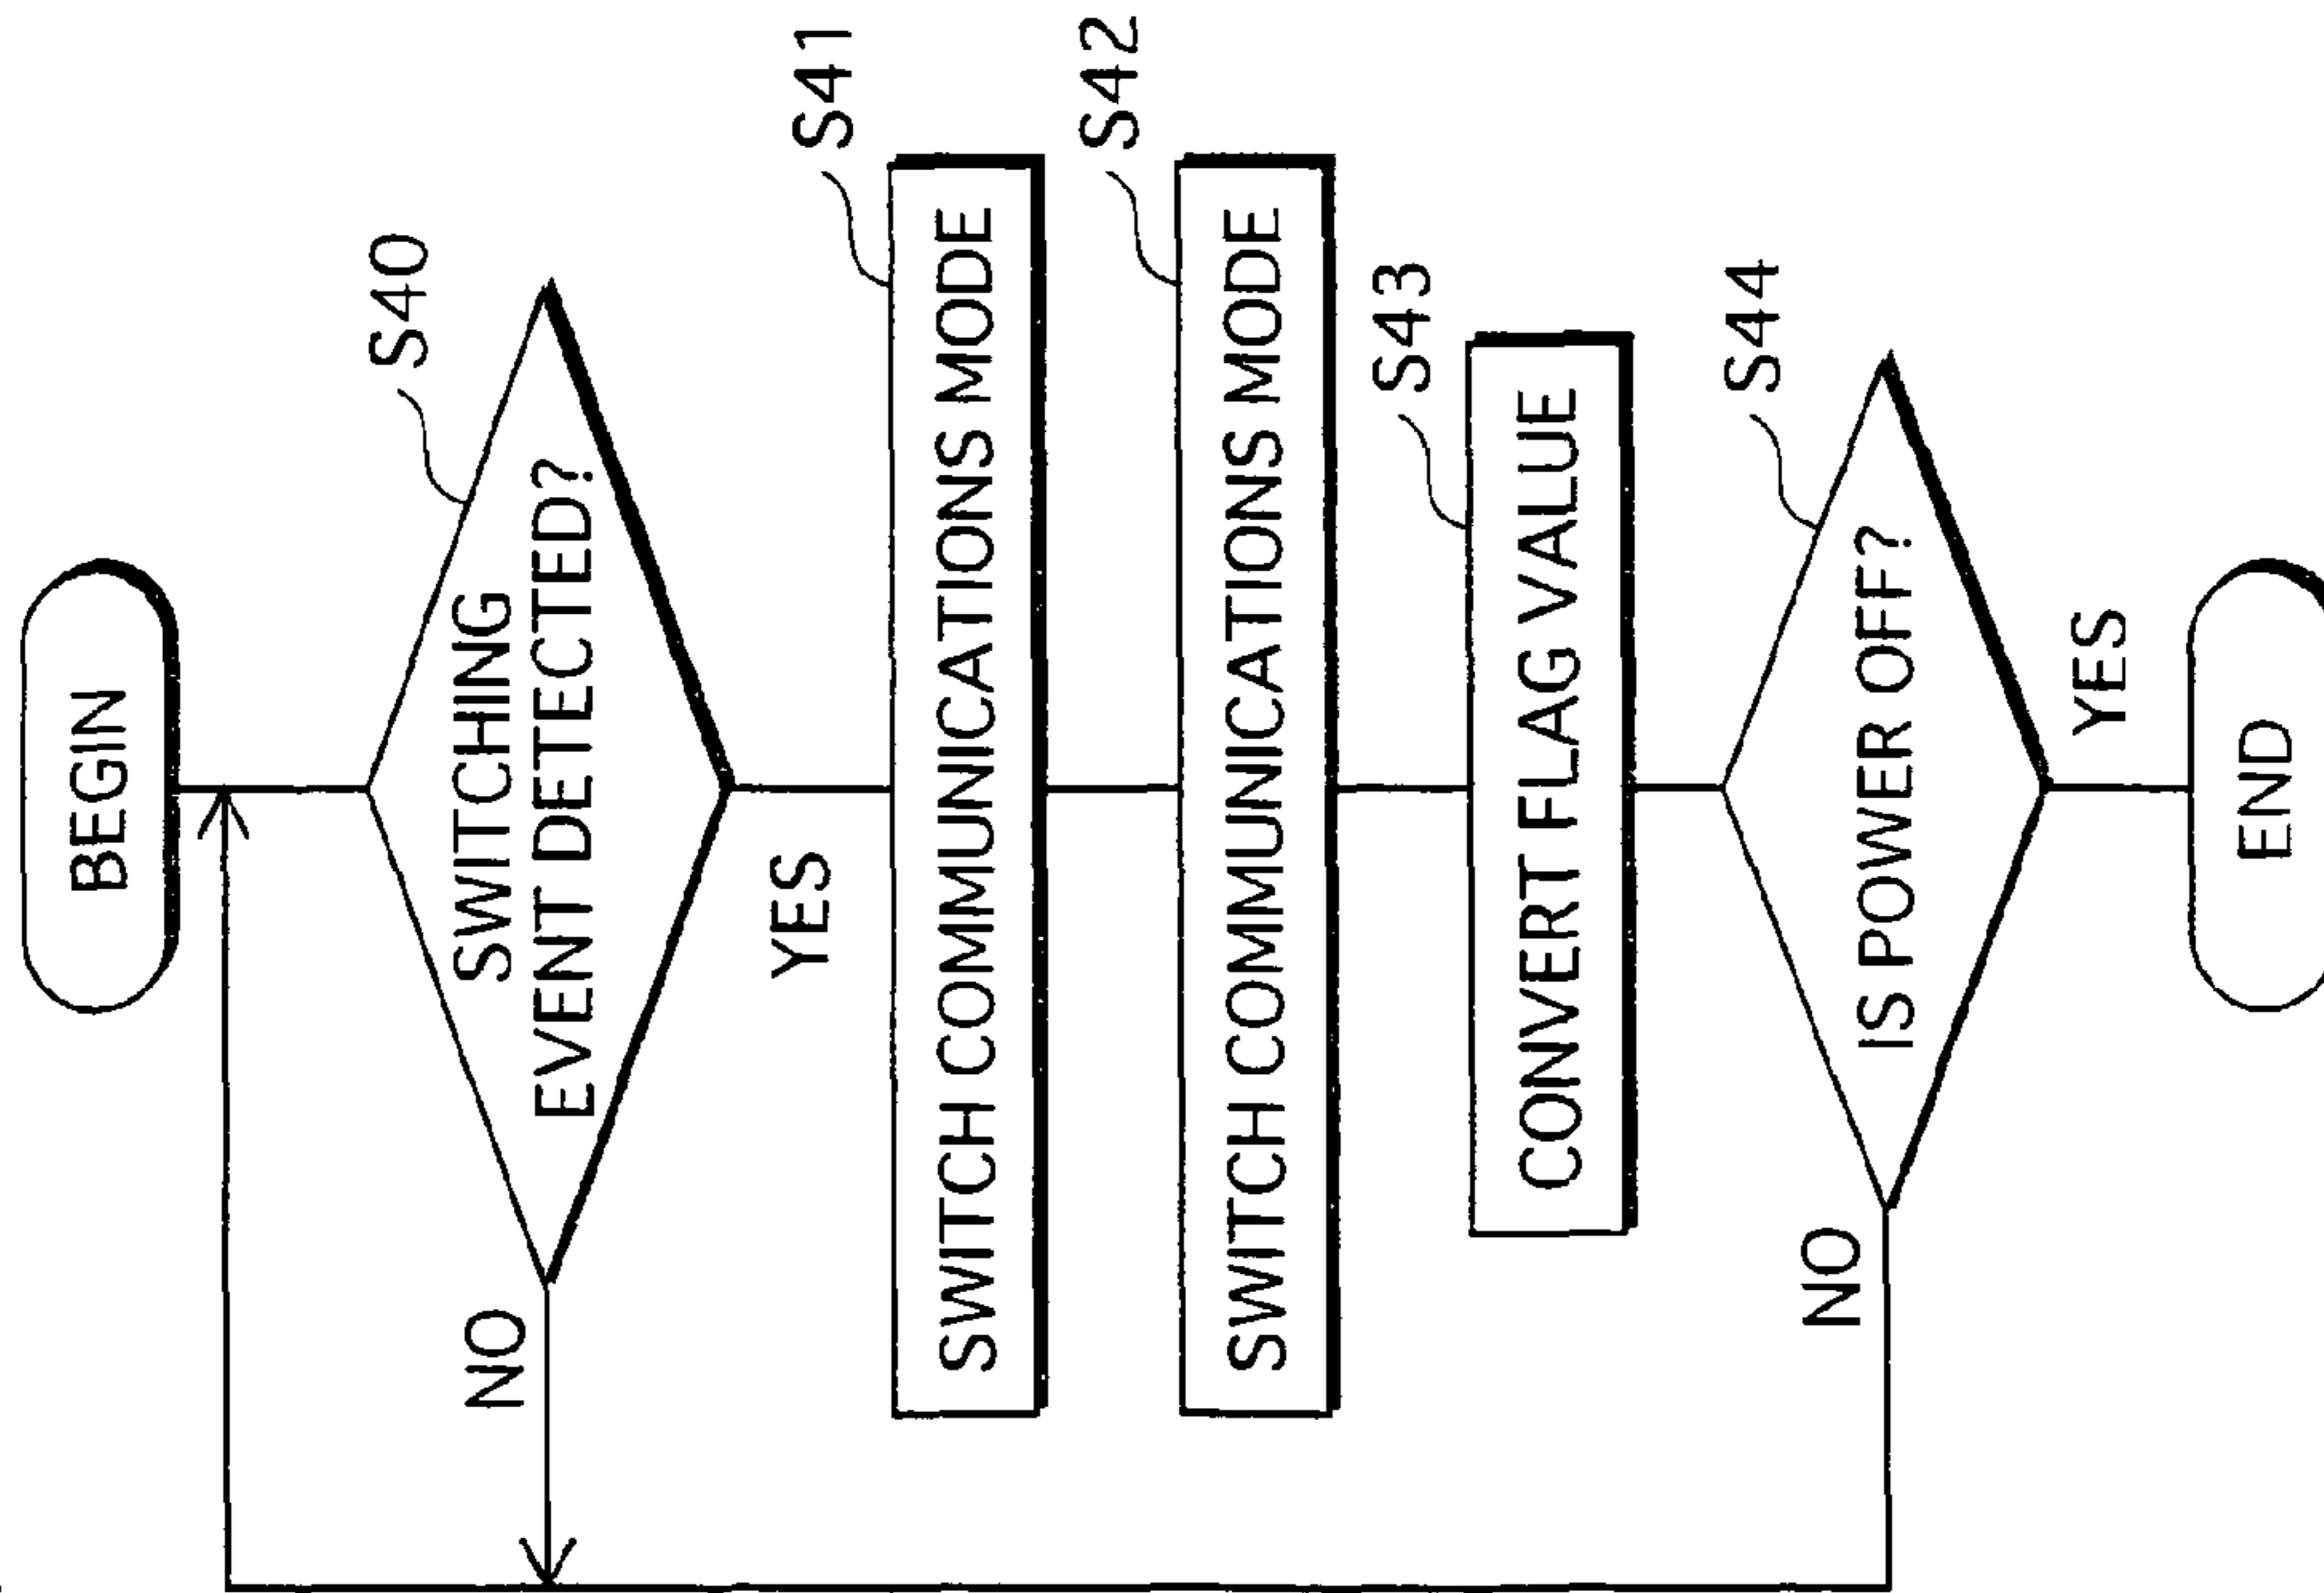 BEGIN
S40
SWITCHING
EVENT DETECTED?
NO
YES
S41
SWITCH COMMUNICATIONS MODE
S42
SWITCH COMMUNICATIONS MODE
S43
CONVERT FLAG VALUE
S44
IS POWER OFF?
NO
YES
END